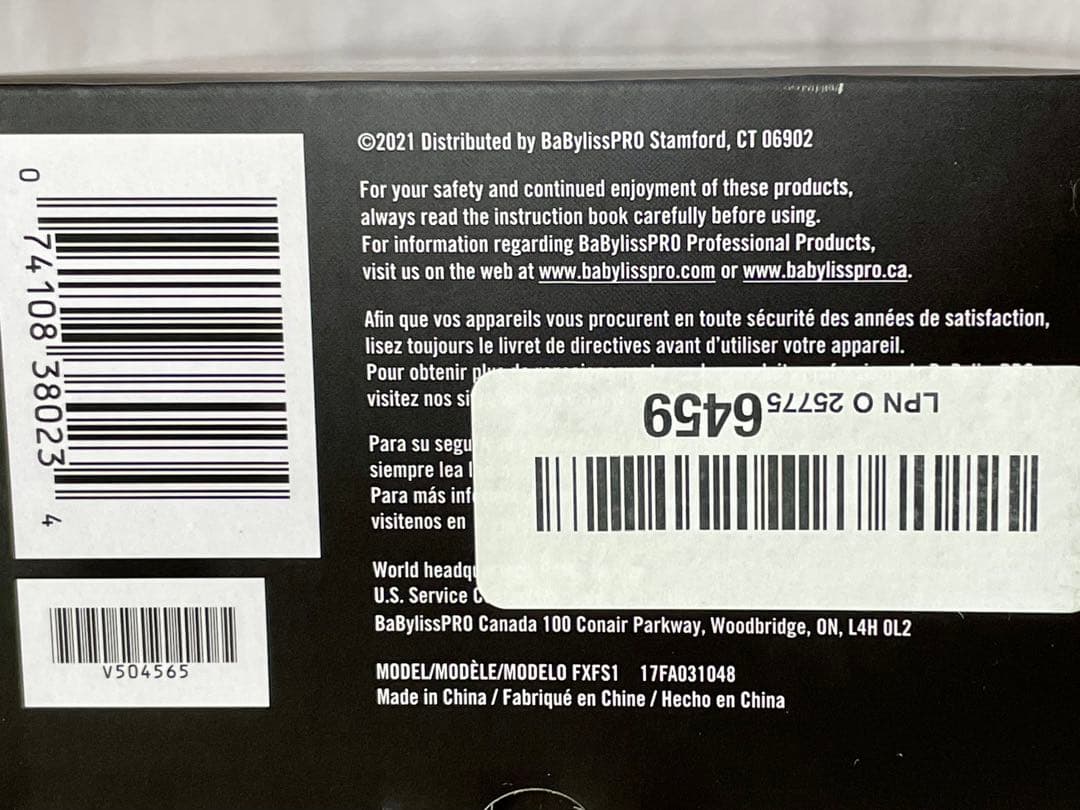 0 74108 38023 4
V504565
©2021 Distributed by BaBylissPRO Stamford, CT 06902
For your safety and continued enjoyment of these products,
always read the instruction book carefully before using.
For information regarding BaBylissPRO Professional Products,
visit us on the web at www.babylisspro.com or www.babylisspro.ca.
Afin que vos appareils vous procurent en toute sécurité des années de satisfaction,
lisez toujours le livret de directives avant d'utiliser votre appareil.
Pour obtenir
visitez nos
Para su
siempre lea
Para más
visitenos en
World
U.S. Service
BaBylissPRO Canada 100 Conair Parkway, Woodbridge, ON, L4H 0L2
MODEL/MODÈLE/MODELO FXFS1 17FA031048
Made in China / Fabriqué en Chine / Hecho en China
LPN O 25775 6459